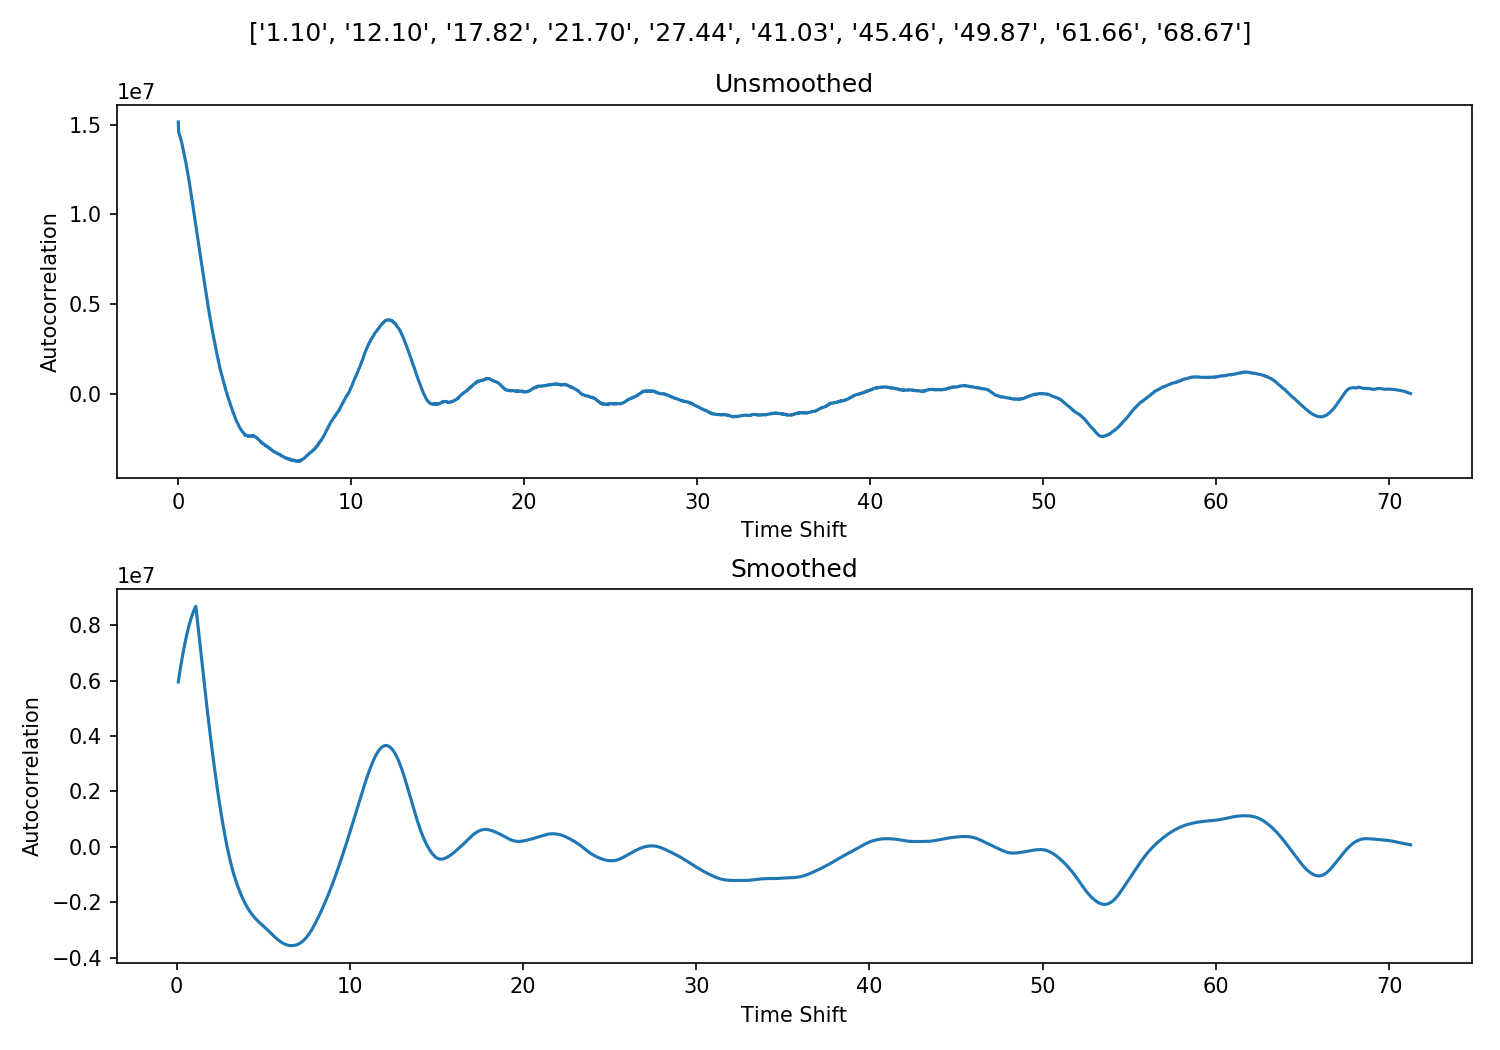 ['1.10', '12.10', '17.82', '21.70', '27.44', '41.03', '45.46', '49.87', '61.66', '68.67']
Unsmoothed
1e7
1.5
1.0
0.5
0.0
Autocorrelation
0 10 20 30 40 50 60 70
Time Shift
Smoothed
1e7
0.8
0.6
0.4
0.2
0.0
−0.2
−0.4
Autocorrelation
0 10 20 30 40 50 60 70
Time Shift